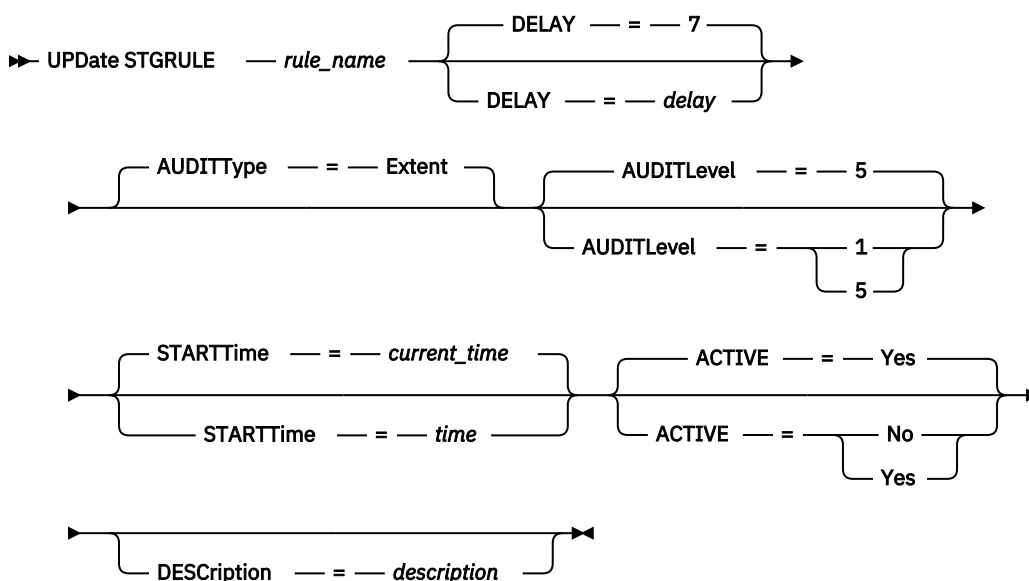 DELAY = 7
UPDate STGRULE rule_name
DELAY = delay
AUDITType = Extent
AUDITLevel = 5
AUDITLevel = 1
5
STARTTime = current_time
ACTIVE = Yes
STARTTime = time
ACTIVE = No
Yes
DESCription = description